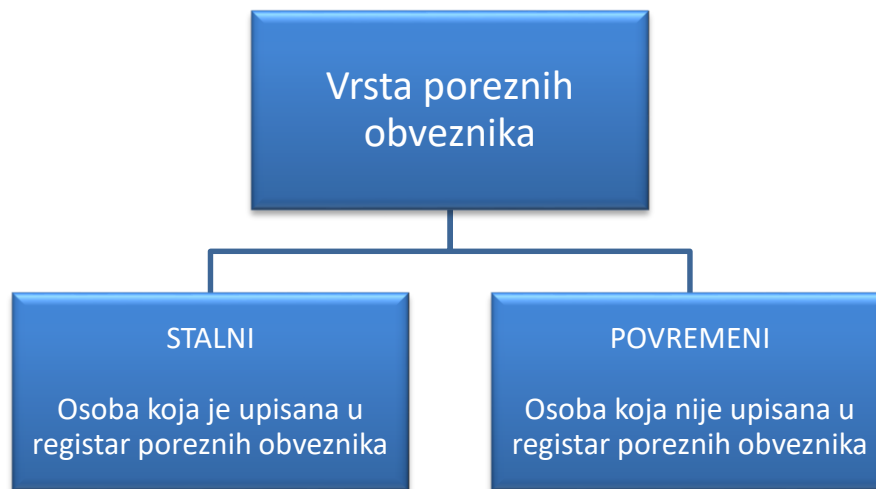 Vrsta poreznih
obveznika
STALNI
Osoba koja je upisana u
registar poreznih obveznika
POVREMENI
Osoba koja nije upisana u
registar poreznih obveznika